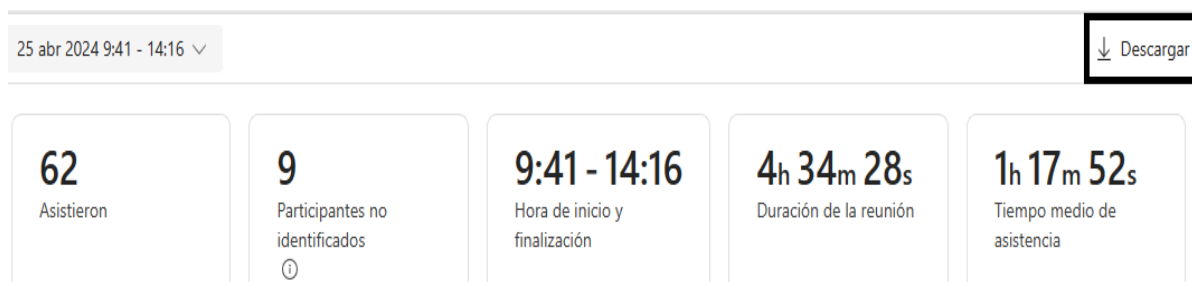 25 abr 2024 9:41 - 14:16
Descargar
62
Asistieron
9
Participantes no
identificados
9:41 - 14:16
Hora de inicio y
finalización
4h 34m 28s
Duración de la reunión
1h 17m 52s
Tiempo medio de
asistencia